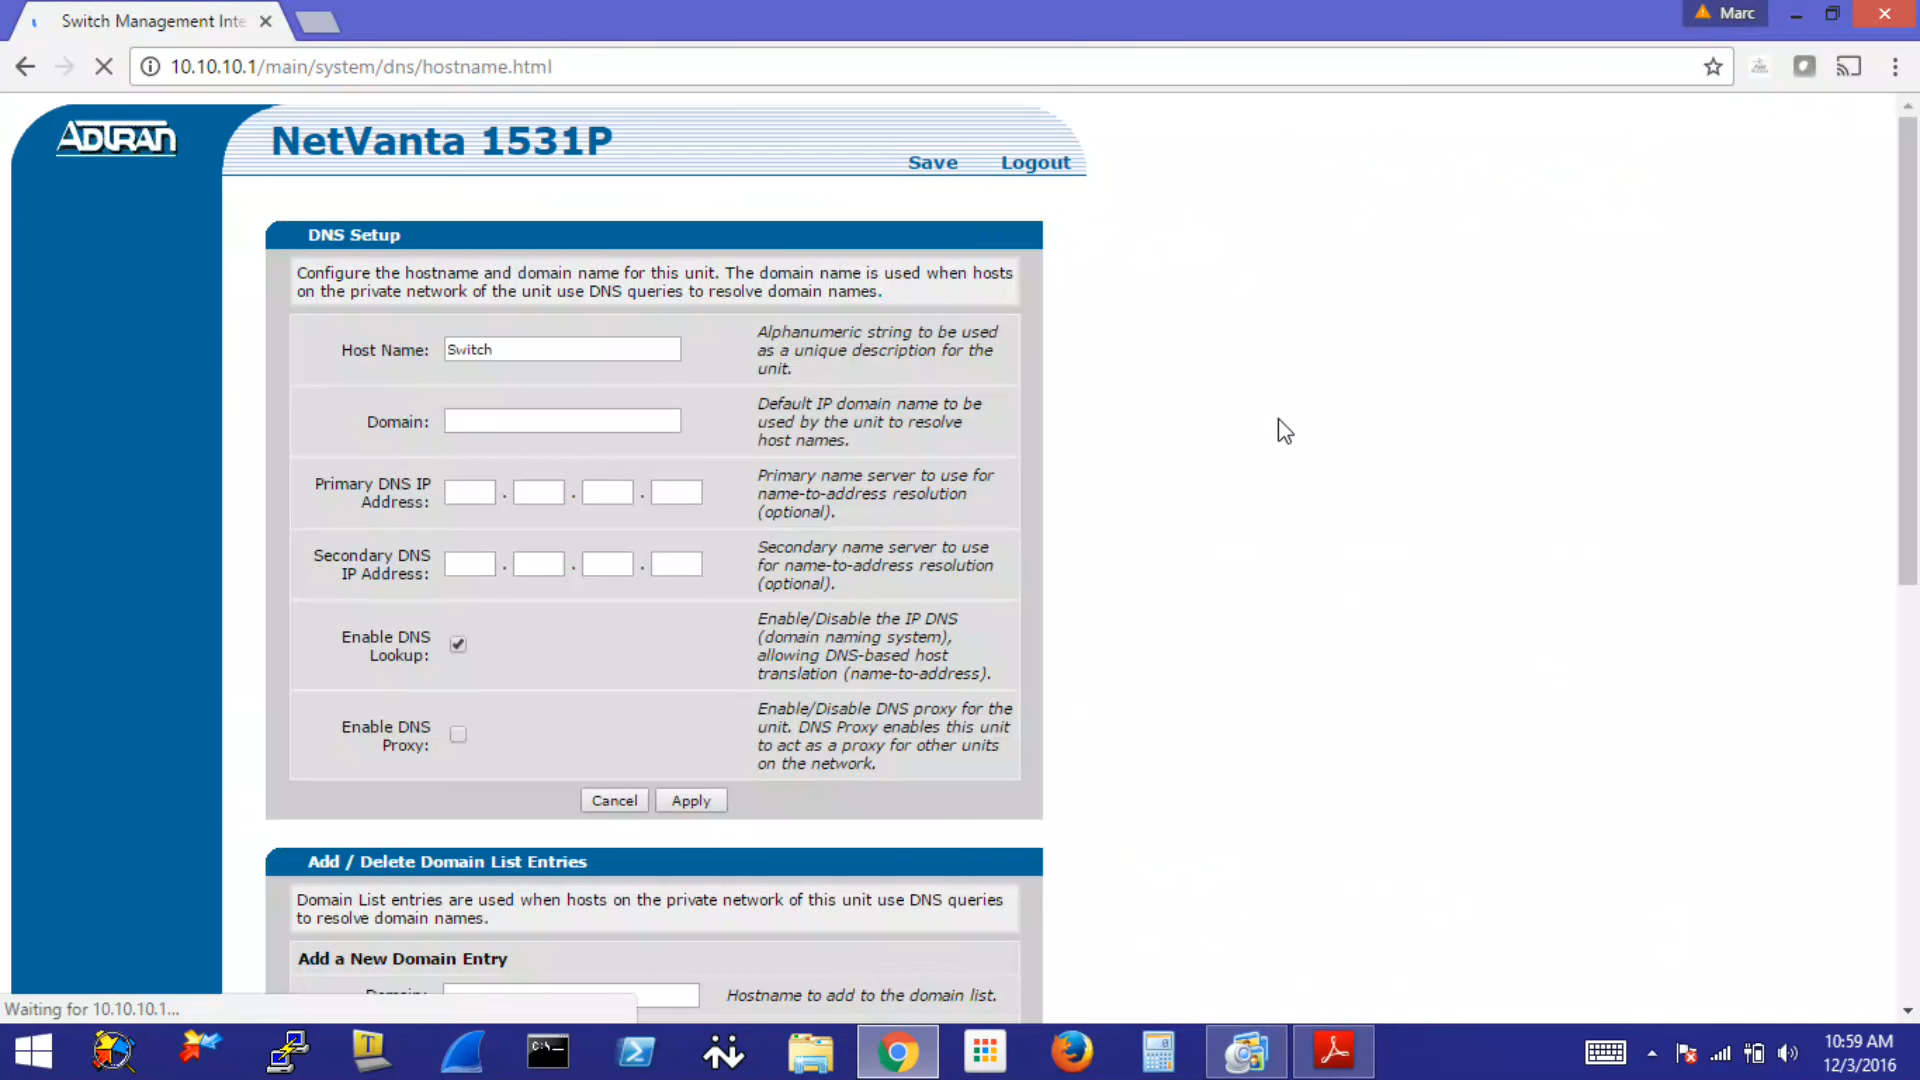 Switch Management Inte
Marc
10.10.10.1/main/system/dns/hostname.html
ADTRAN
NetVanta 1531P
Save Logout
DNS Setup
Configure the hostname and domain name for this unit. The domain name is used when hosts
on the private network of the unit use DNS queries to resolve domain names.
Host Name: Switch
Alphanumeric string to be used
as a unique description for the
unit.
Domain:
Default IP domain name to be
used by the unit to resolve
host names.
Primary DNS IP
Address:
. . .
Primary name server to use for
name-to-address resolution
(optional).
Secondary DNS
IP Address:
. . .
Secondary name server to use
for name-to-address resolution
(optional).
Enable DNS
Lookup:
Enable/Disable the IP DNS
(domain naming system),
allowing DNS-based host
translation (name-to-address).
Enable DNS
Proxy:
Enable/Disable DNS proxy for the
unit. DNS Proxy enables this unit
to act as a proxy for other units
on the network.
Cancel Apply
Add / Delete Domain List Entries
Domain List entries are used when hosts on the private network of this unit use DNS queries
to resolve domain names.
Add a New Domain Entry
Domain: Hostname to add to the domain list.
Waiting for 10.10.10.1...
10:59 AM
12/3/2016